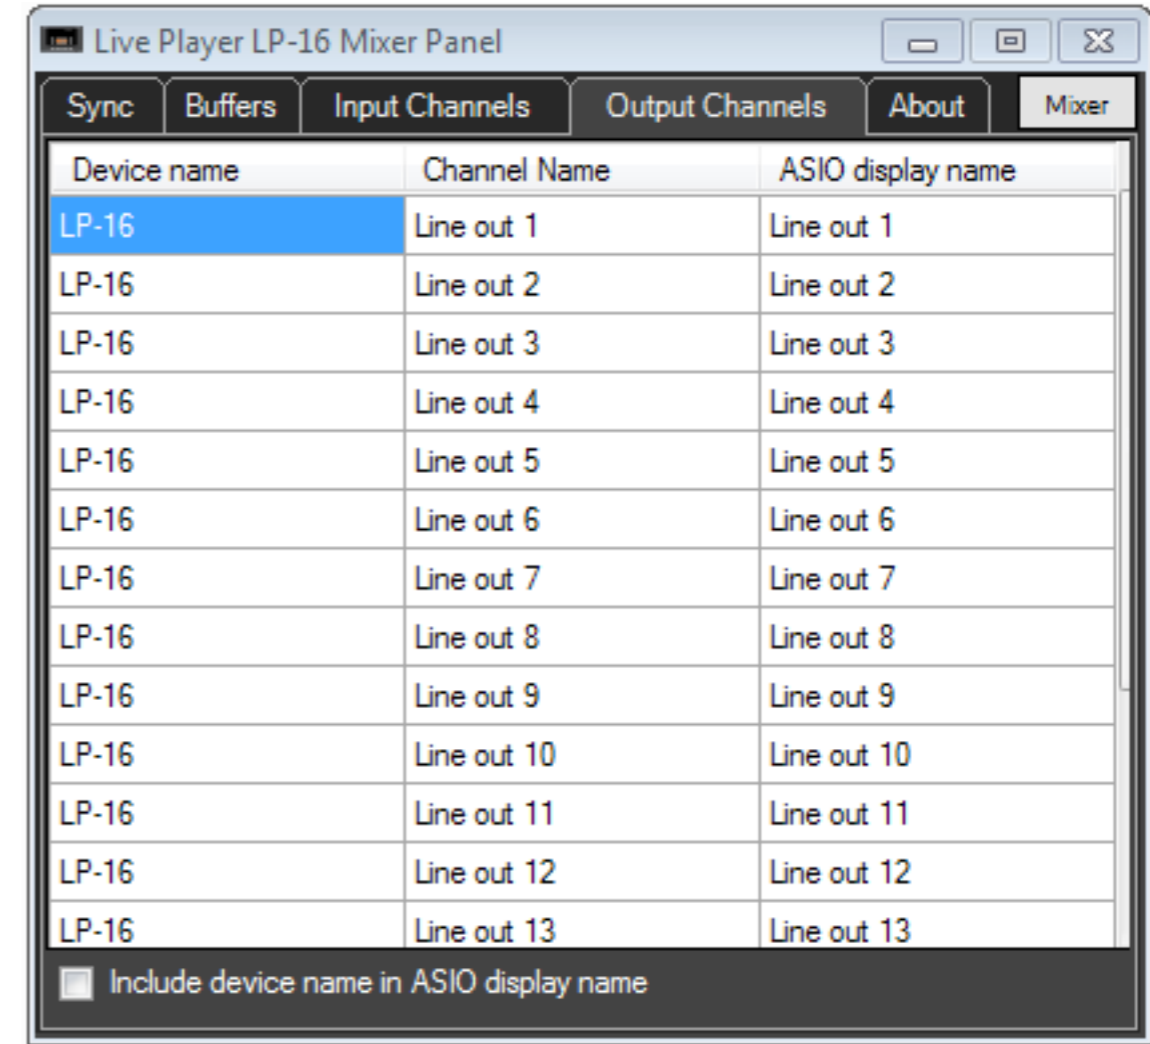 Live Player LP-16 Mixer Panel
Sync Buffers Input Channels Output Channels About Mixer
Device name Channel Name ASIO display name
LP-16 Line out 1 Line out 1
LP-16 Line out 2 Line out 2
LP-16 Line out 3 Line out 3
LP-16 Line out 4 Line out 4
LP-16 Line out 5 Line out 5
LP-16 Line out 6 Line out 6
LP-16 Line out 7 Line out 7
LP-16 Line out 8 Line out 8
LP-16 Line out 9 Line out 9
LP-16 Line out 10 Line out 10
LP-16 Line out 11 Line out 11
LP-16 Line out 12 Line out 12
LP-16 Line out 13 Line out 13
Include device name in ASIO display name